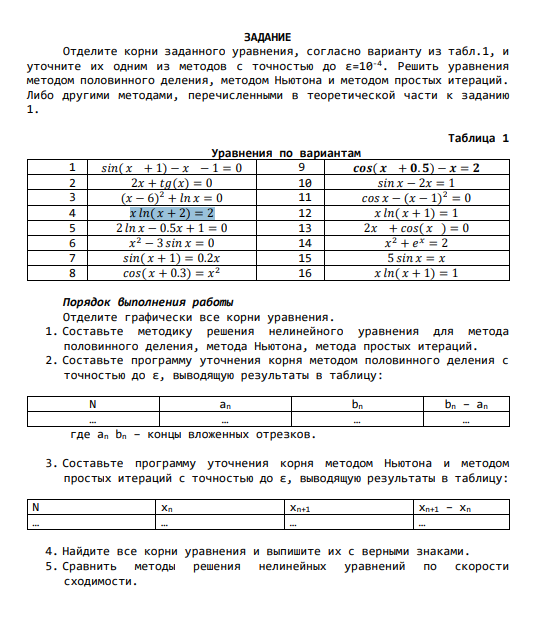 ЗАДАНИЕ
Отделите корни заданного уравнения, согласно варианту из табл.1, и
уточните их одним из методов с точностью до ε=10⁻⁴. Решить уравнения
методом половинного деления, методом Ньютона и методом простых итераций.
Либо другими методами, перечисленными в теоретической части к заданию
1.
Таблица 1
Уравнения по вариантам
1 sin(x + 1) − x − 1 = 0 9 cos(x + 0.5) − x = 2
2 2x + tg(x) = 0 10 sin x − 2x = 1
3 (x − 6)² + ln x = 0 11 cos x − (x − 1)² = 0
4 x ln(x + 2) = 2 12 x ln(x + 1) = 1
5 2 ln x − 0.5x + 1 = 0 13 2x + cos(x ) = 0
6 x² − 3 sin x = 0 14 x² + eˣ = 2
7 sin(x + 1) = 0.2x 15 5 sin x = x
8 cos(x + 0.3) = x² 16 x ln(x + 1) = 1
Порядок выполнения работы
Отделите графически все корни уравнения.
1. Составьте методику решения нелинейного уравнения для метода
половинного деления, метода Ньютона, метода простых итераций.
2. Составьте программу уточнения корня методом половинного деления с
точностью до ε, выводящую результаты в таблицу:
N aₙ bₙ bₙ − aₙ
… … … …
где aₙ bₙ – концы вложенных отрезков.
3. Составьте программу уточнения корня методом Ньютона и методом
простых итераций с точностью до ε, выводящую результаты в таблицу:
N xₙ xₙ₊₁ xₙ₊₁ − xₙ
… … … …
4. Найдите все корни уравнения и выпишите их с верными знаками.
5. Сравнить методы решения нелинейных уравнений по скорости
сходимости.